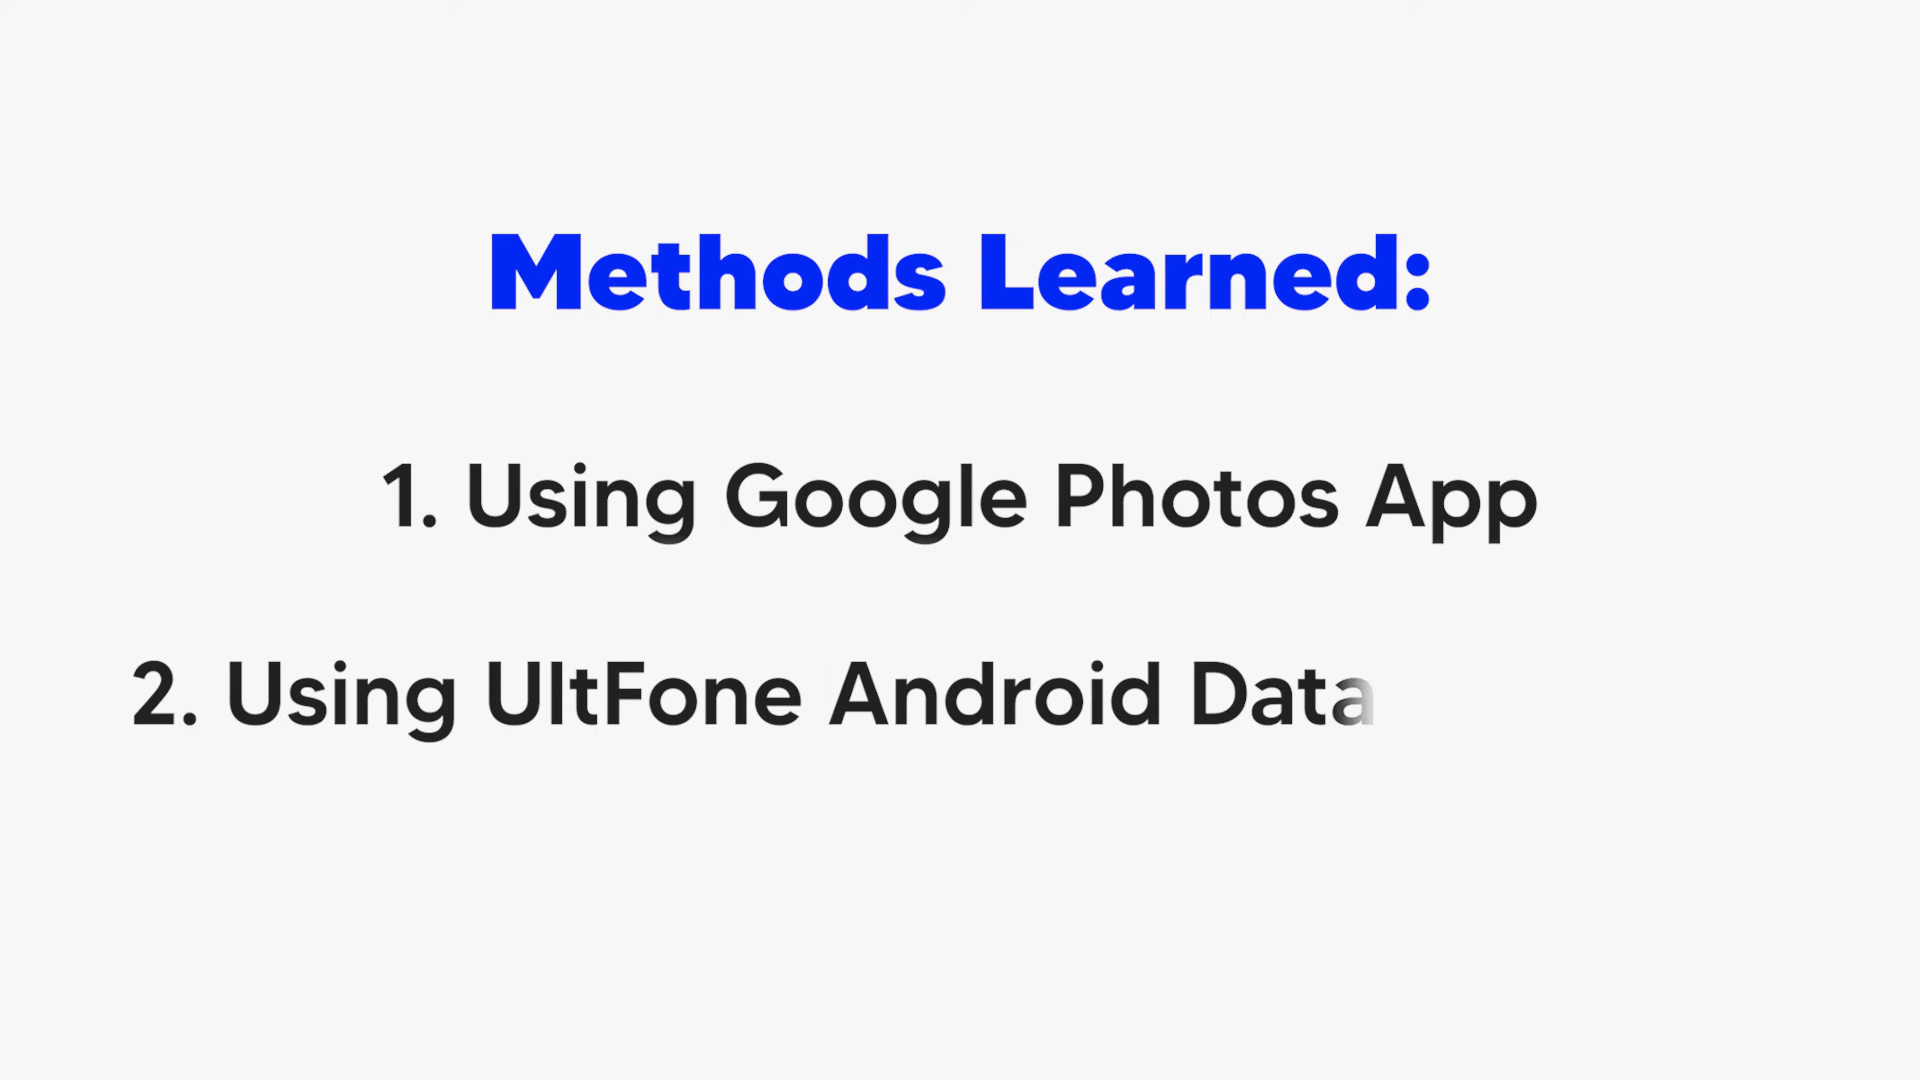 Methods Learned:
1. Using Google Photos App
2. Using UltFone Android Data